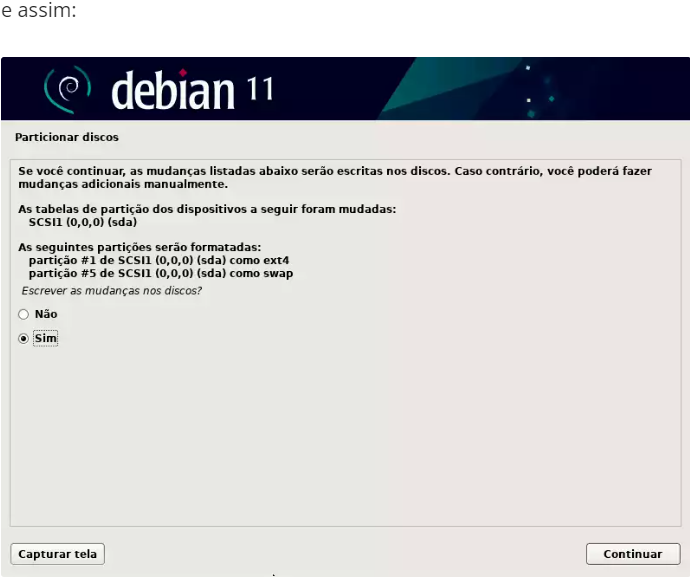 e assim:
debian 11
Particionar discos
Se você continuar, as mudanças listadas abaixo serão escritas nos discos. Caso contrário, você poderá fazer
mudanças adicionais manualmente.
As tabelas de partição dos dispositivos a seguir foram mudadas:
SCSI1 (0,0,0) (sda)
As seguintes partições serão formatadas:
partição #1 de SCSI1 (0,0,0) (sda) como ext4
partição #5 de SCSI1 (0,0,0) (sda) como swap
Escrever as mudanças nos discos?
Não
Sim
Capturar tela
Continuar